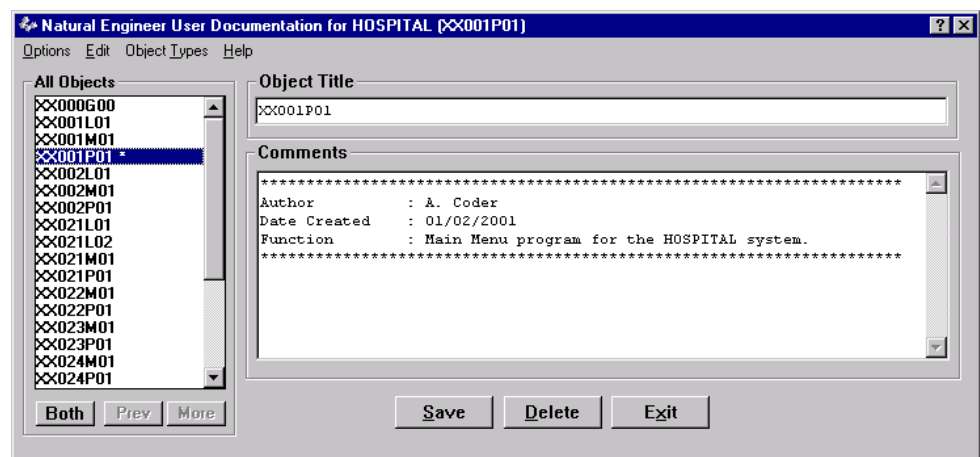 Natural Engineer User Documentation for HOSPITAL (XX001P01)
Options Edit Object Types Help
All Objects
XX000G00
XX001L01
XX001M01
XX001P01 *
XX002L01
XX002M01
XX002P01
XX021L01
XX021L02
XX021M01
XX021P01
XX022M01
XX022P01
XX023M01
XX023P01
XX024M01
XX024P01
Both Prev More
Object Title
XX001P01
Comments
**********************************************************************
Author : A. Coder
Date Created : 01/02/2001
Function : Main Menu program for the HOSPITAL system.
**********************************************************************
Save Delete Exit